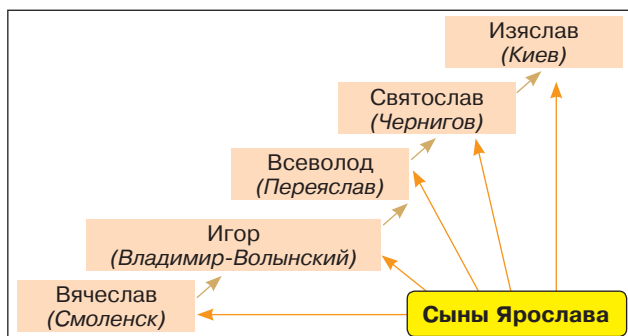 Изяслав
(Киев)
Святослав
(Чернигов)
Всеволод
(Переяслав)
Игор
(Владимир-Волынский)
Вячеслав
(Смоленск)
Сыны Ярослава